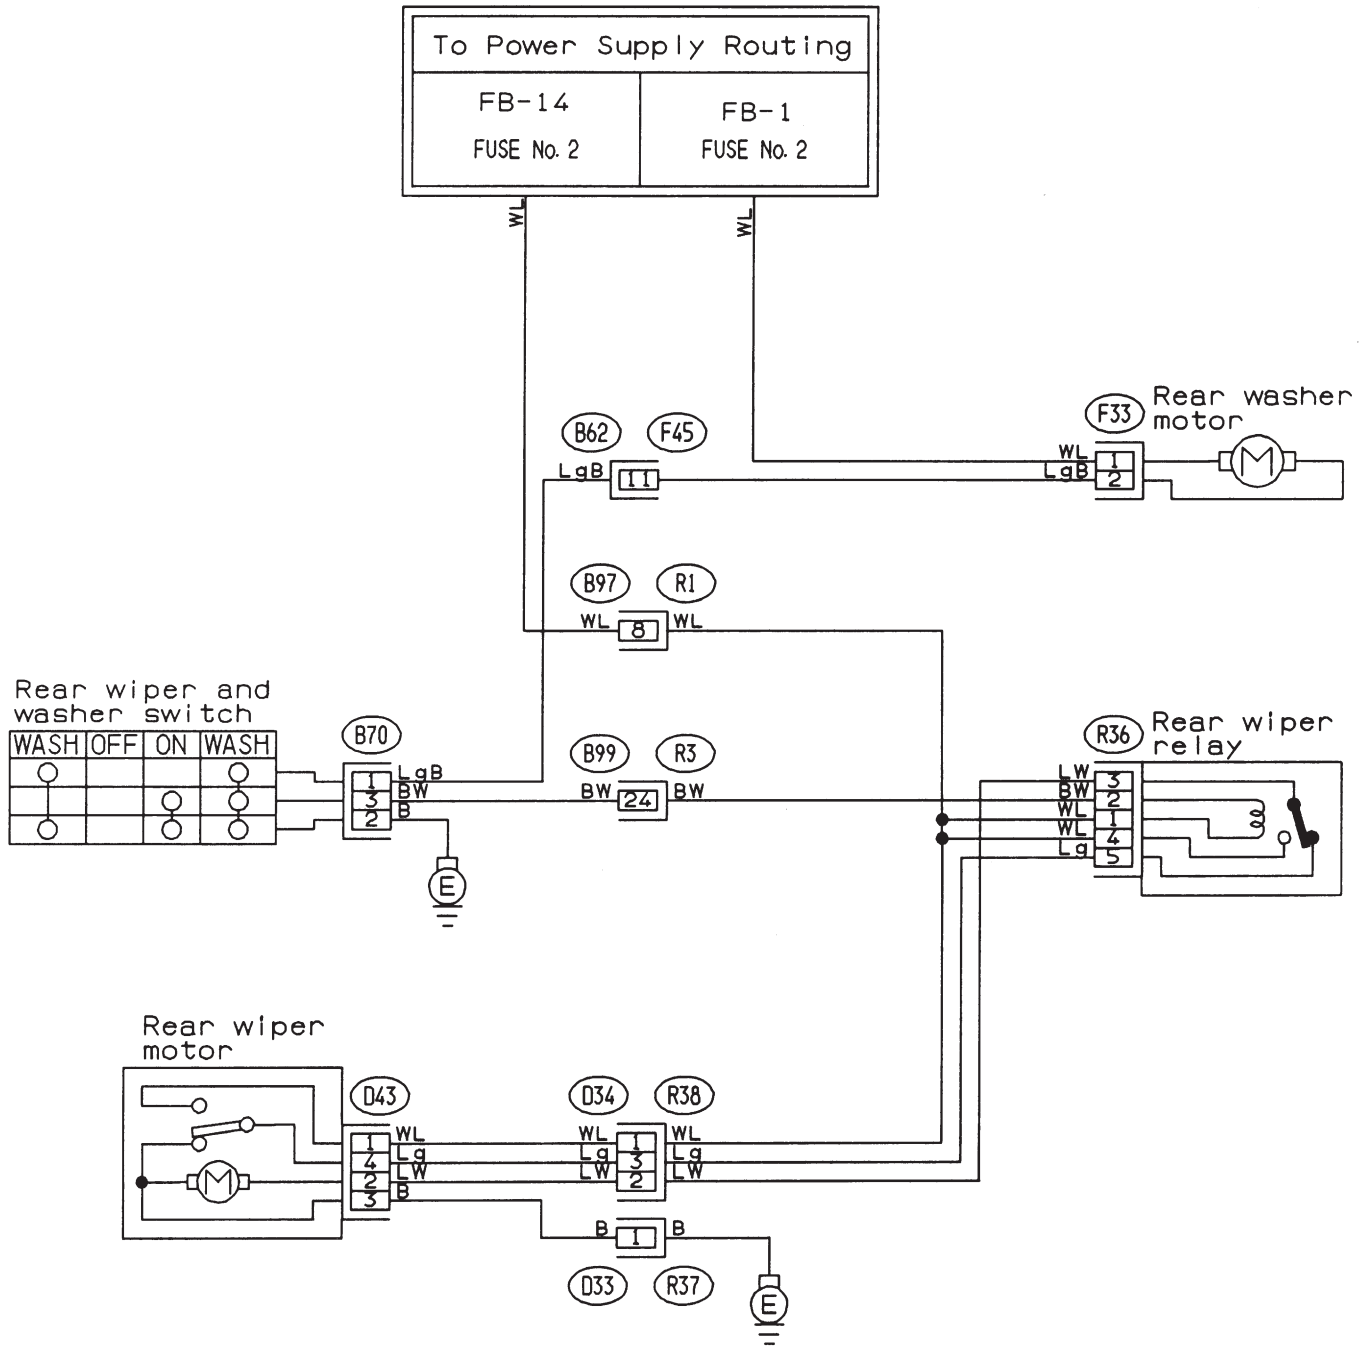 To Power Supply Routing
FB-14
FUSE No. 2
FB-1
FUSE No. 2
WL
WL
F33
Rear washer
motor
B62
F45
WL
LgB
11
LgB
1
2
M
B97
R1
WL
8
WL
Rear wiper and
washer switch
WASH OFF ON WASH
B70
1
3
2
LgB
BW
B
E
B99
R3
BW
24
BW
R36
Rear wiper
relay
LW
BW
WL
WL
Lg
3
2
1
4
5
Rear wiper
motor
M
D43
1
4
2
3
WL
Lg
LW
B
D34
R38
WL
Lg
LW
1
3
2
WL
Lg
LW
B
1
B
D33
R37
E